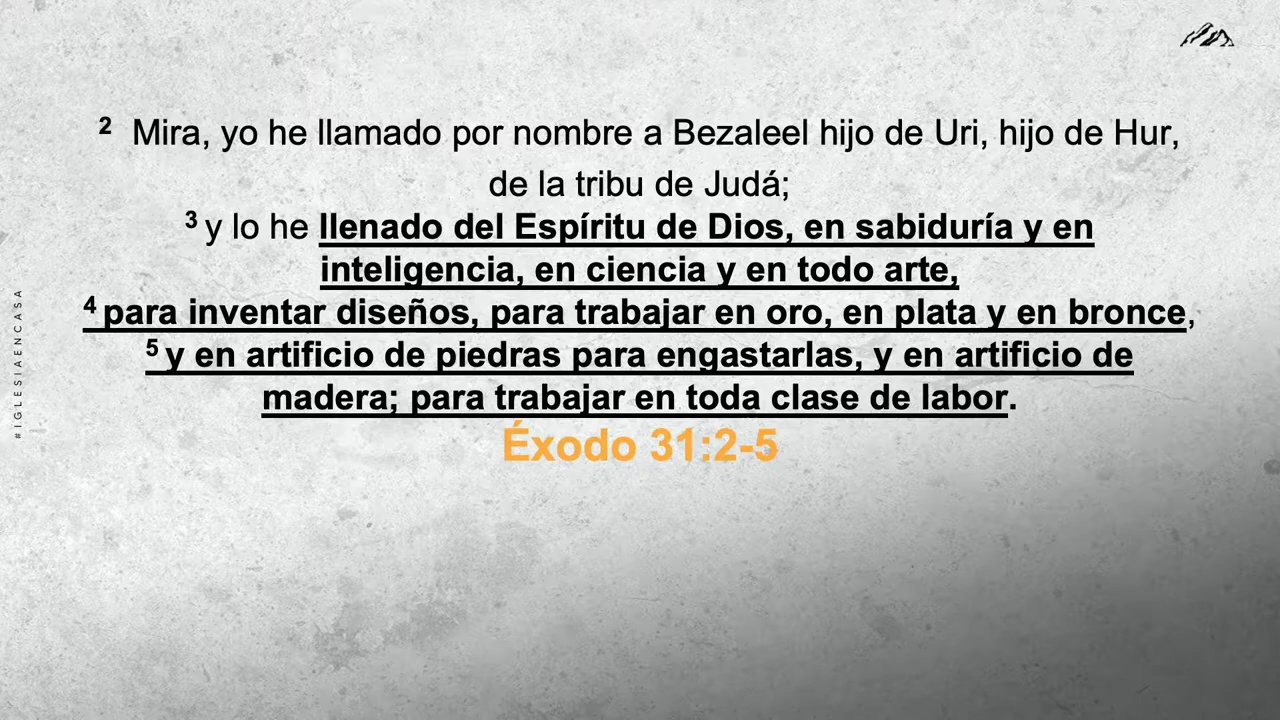 2 Mira, yo he llamado por nombre a Bezaleel hijo de Uri, hijo de Hur,
de la tribu de Judá;
3 y lo he llenado del Espíritu de Dios, en sabiduría y en
inteligencia, en ciencia y en todo arte,
4 para inventar diseños, para trabajar en oro, en plata y en bronce,
5 y en artificio de piedras para engastarlas, y en artificio de
madera; para trabajar en toda clase de labor.
Éxodo 31:2-5
#IGLESIAENCASA